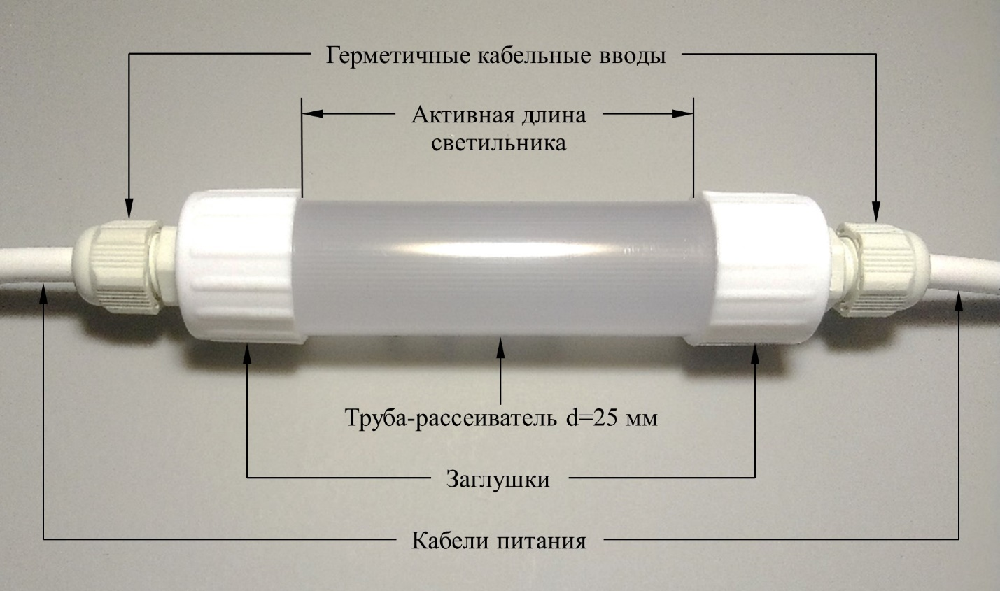 Герметичные кабельные вводы
Активная длина
светильника
Труба-рассеиватель d=25 мм
Заглушки
Кабели питания